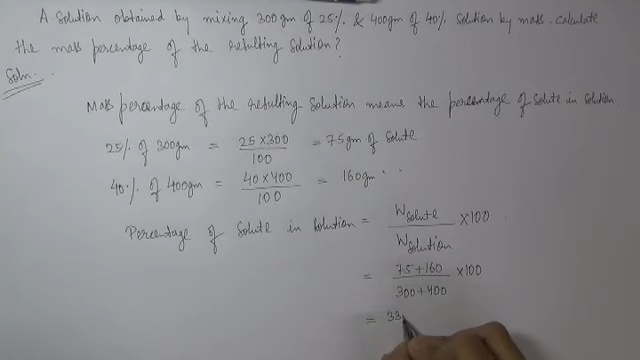 A solution obtained by mixing 300gm of 25% & 400gm of 40% solution by mass. calculate
the mass percentage of the resulting solution?
Soln.
Mass percentage of the resulting solution means the percentage of solute in solution.
25% of 300gm = 25 × 300 / 100 = 75 gm of solute
40% of 400gm = 40 × 400 / 100 = 160gm " "
Percentage of solute in solution = Wsolute / Wsolution × 100
= 75 + 160 / 300 + 400 × 100
= 33